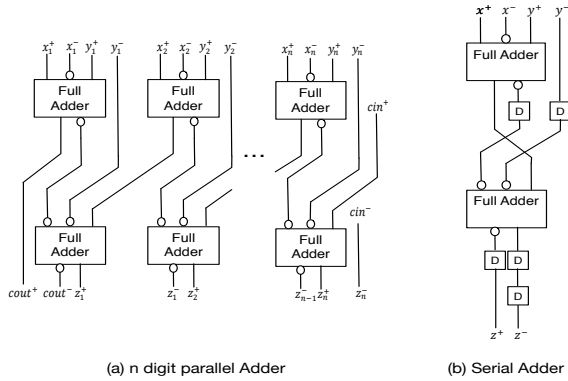 x₁⁺ x₁⁻ y₁⁺ y₁⁻ x₂⁺ x₂⁻ y₂⁺ y₂⁻ xₙ⁺ xₙ⁻ yₙ⁺ yₙ⁻
Full Adder
Full Adder
Full Adder
cin⁺
...
cin⁻
Full Adder
Full Adder
Full Adder
cout⁺ cout⁻ z₁⁺ z₁⁻ z₂⁺ zₙ₋₁⁻ zₙ⁺ zₙ⁻
(a) n digit parallel Adder
x⁺ x⁻ y⁺ y⁻
Full Adder
D D
Full Adder
D D
D
z⁺ z⁻
(b) Serial Adder